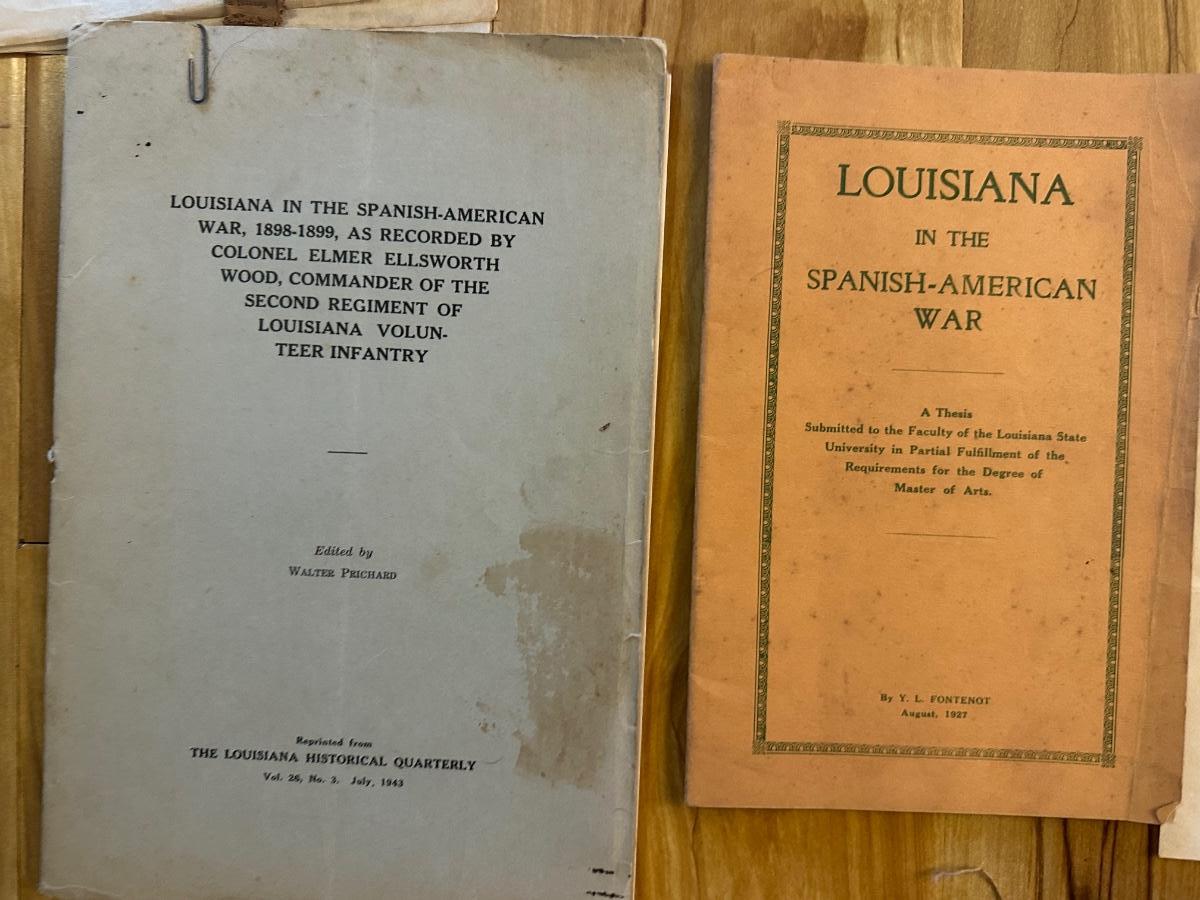 LOUISIANA IN THE SPANISH-AMERICAN
WAR, 1898-1899, AS RECORDED BY
COLONEL ELMER ELLSWORTH
WOOD, COMMANDER OF THE
SECOND REGIMENT OF
LOUISIANA VOLUN-
TEER INFANTRY
Edited by
WALTER PRICHARD
Reprinted from
THE LOUISIANA HISTORICAL QUARTERLY
Vol. 26, No. 3. July, 1943
LOUISIANA
IN THE
SPANISH-AMERICAN
WAR
A Thesis
Submitted to the Faculty of the Louisiana State
University in Partial Fulfillment of the
Requirements for the Degree of
Master of Arts.
By Y. L. FONTENOT
August, 1927